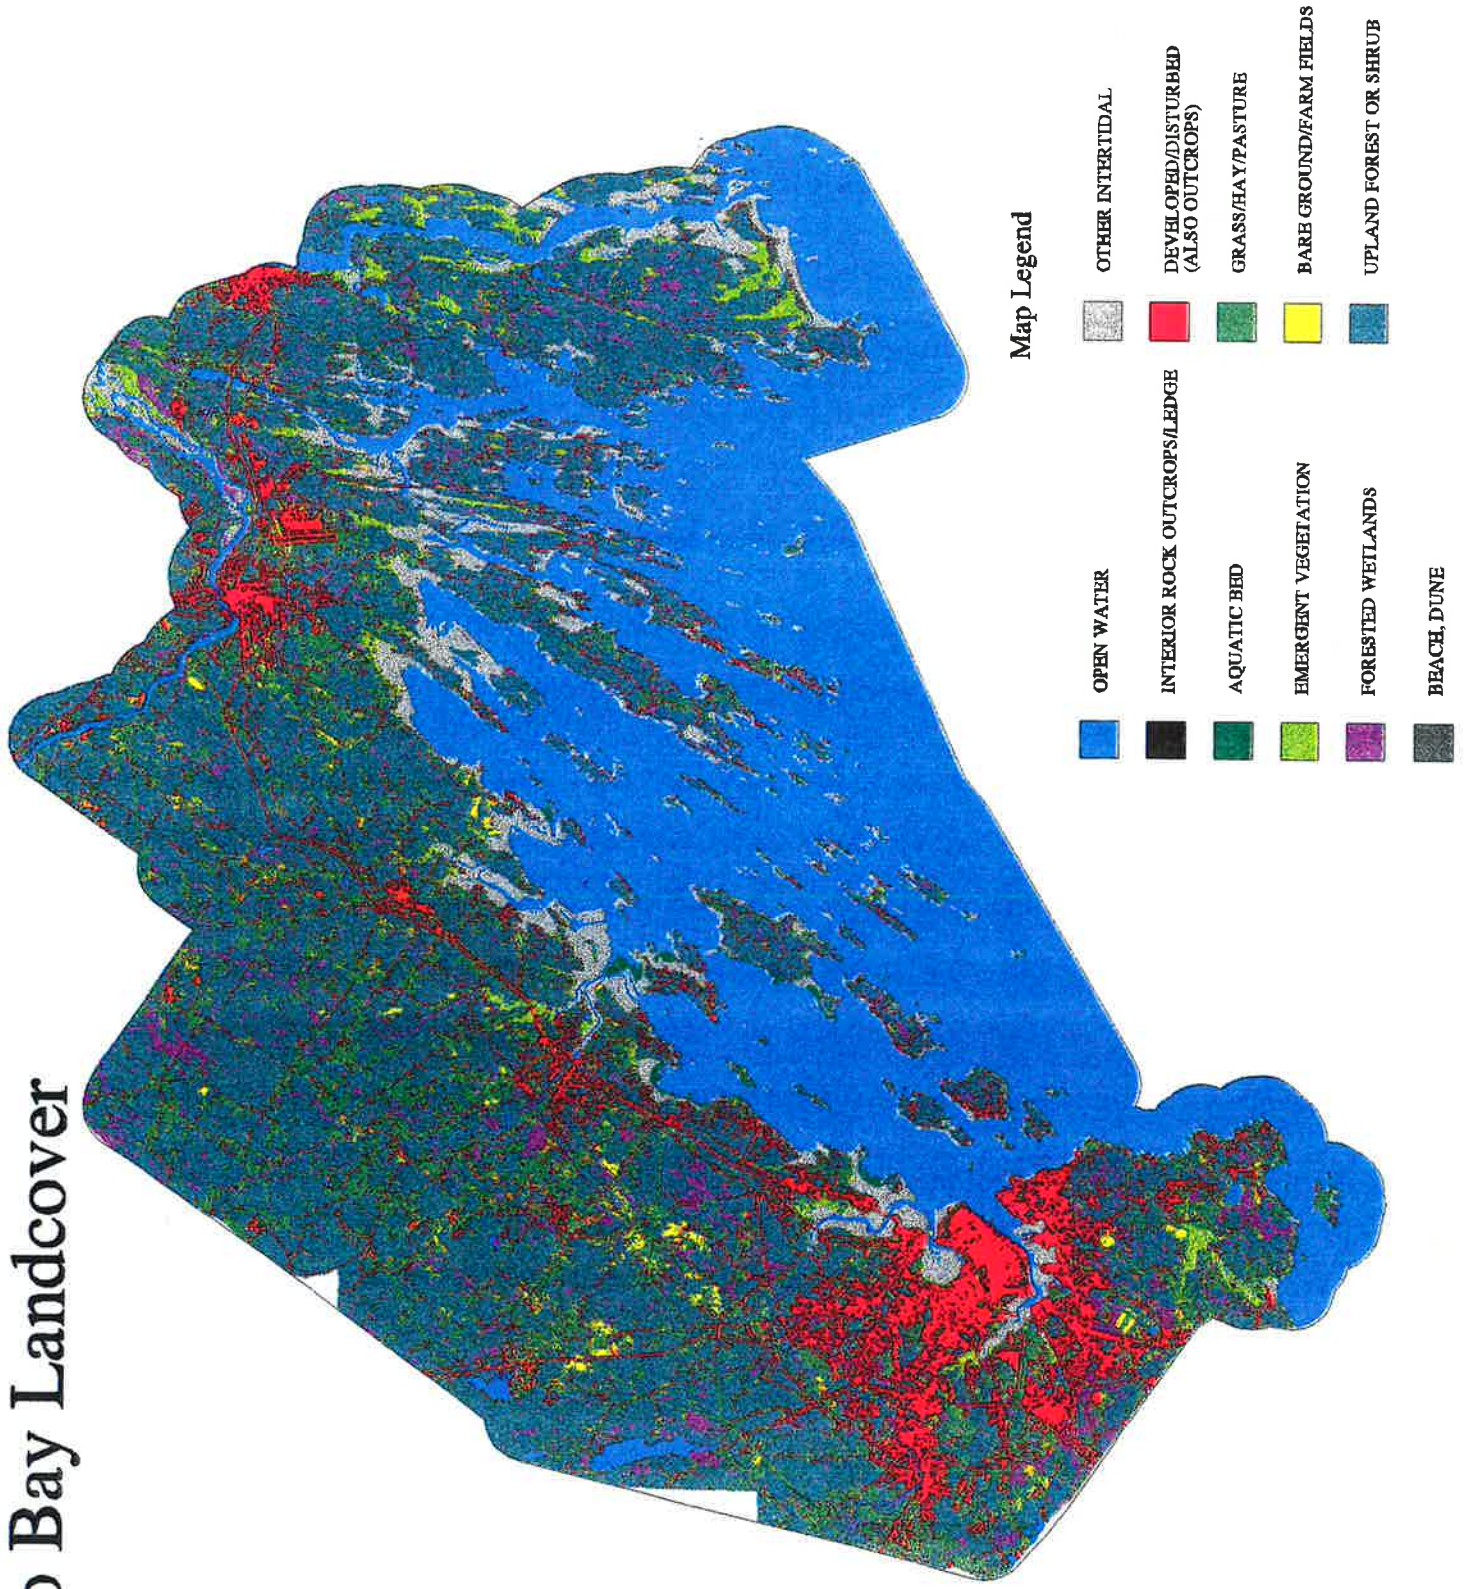 Bay Landcover
Map Legend
OPEN WATER
INTERIOR ROCK OUTCROPS/LEDGE
AQUATIC BED
EMERGENT VEGETATION
FORESTED WETLANDS
BEACH, DUNE
OTHER INTERTIDAL
DEVELOPED/DISTURBED
(ALSO OUTCROPS)
GRASS/HAY/PASTURE
BARE GROUND/FARM FIELDS
UPLAND FOREST OR SHRUB